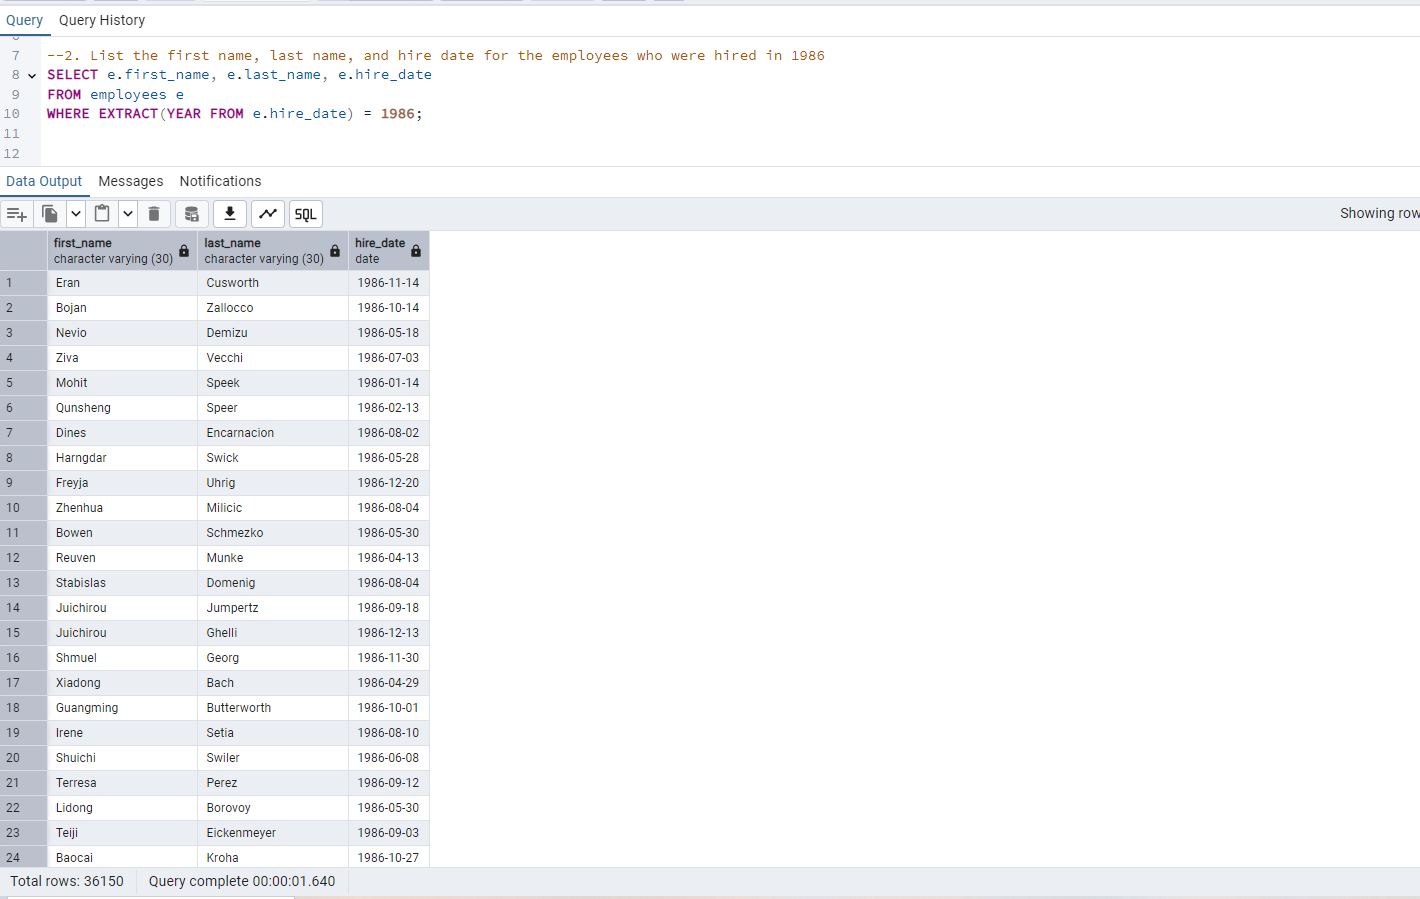 Query Query History
7 --2. List the first name, last name, and hire date for the employees who were hired in 1986
8 SELECT e.first_name, e.last_name, e.hire_date
9 FROM employees e
10 WHERE EXTRACT(YEAR FROM e.hire_date) = 1986;
11
12
Data Output Messages Notifications
SQL Showing row
first_name last_name hire_date
character varying (30) character varying (30) date
1 Eran Cusworth 1986-11-14
2 Bojan Zallocco 1986-10-14
3 Nevio Demizu 1986-05-18
4 Ziva Vecchi 1986-07-03
5 Mohit Speek 1986-01-14
6 Qunsheng Speer 1986-02-13
7 Dines Encarnacion 1986-08-02
8 Harngdar Swick 1986-05-28
9 Freyja Uhrig 1986-12-20
10 Zhenhua Milicic 1986-08-04
11 Bowen Schmezko 1986-05-30
12 Reuven Munke 1986-04-13
13 Stabislas Domenig 1986-08-04
14 Juichirou Jumpertz 1986-09-18
15 Juichirou Ghelli 1986-12-13
16 Shmuel Georg 1986-11-30
17 Xiadong Bach 1986-04-29
18 Guangming Butterworth 1986-10-01
19 Irene Setia 1986-08-10
20 Shuichi Swiler 1986-06-08
21 Terresa Perez 1986-09-12
22 Lidong Borovoy 1986-05-30
23 Teiji Eickenmeyer 1986-09-03
24 Baocai Kroha 1986-10-27
Total rows: 36150 Query complete 00:00:01.640